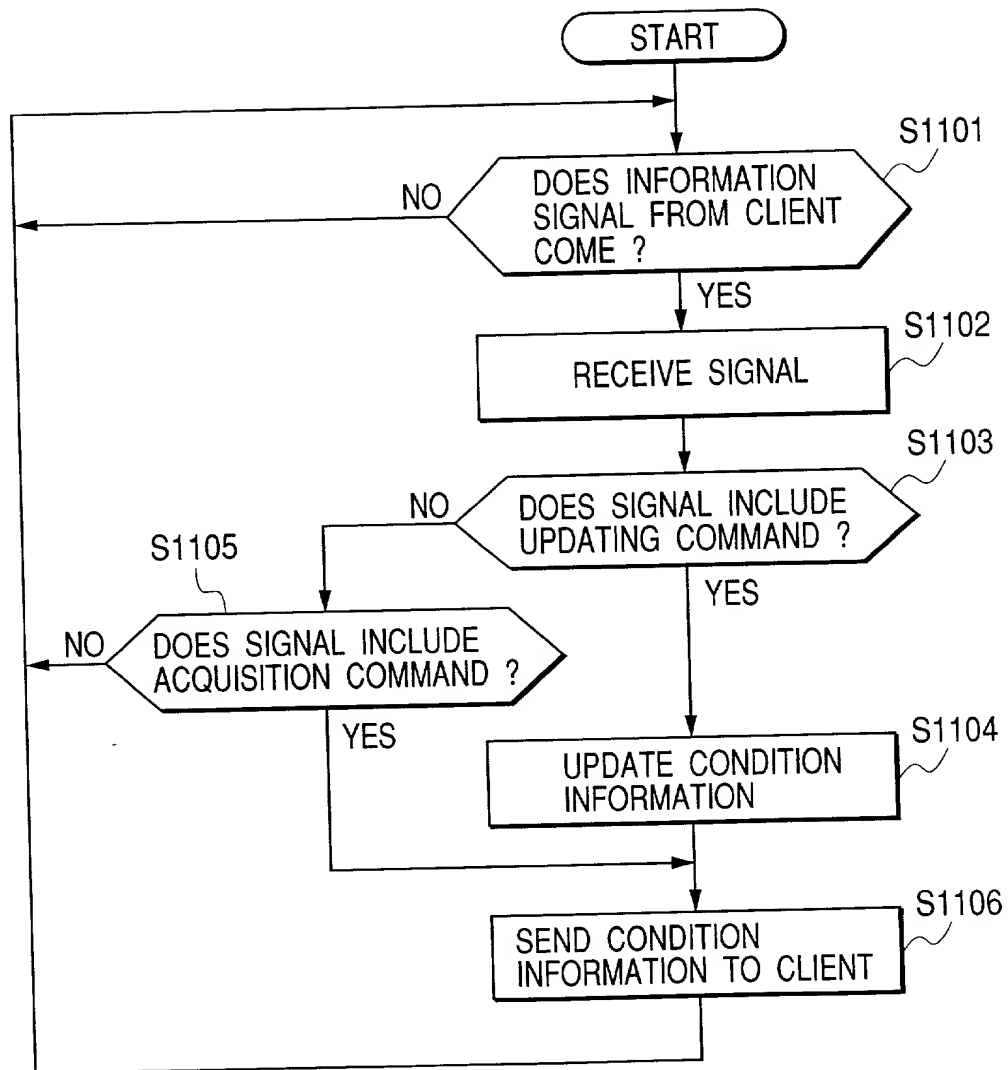 START
S1101
NO
DOES INFORMATION
SIGNAL FROM CLIENT
COME ?
YES
S1102
RECEIVE SIGNAL
S1103
NO
DOES SIGNAL INCLUDE
UPDATING COMMAND ?
YES
S1105
NO
DOES SIGNAL INCLUDE
ACQUISITION COMMAND ?
YES
S1104
UPDATE CONDITION
INFORMATION
S1106
SEND CONDITION
INFORMATION TO CLIENT